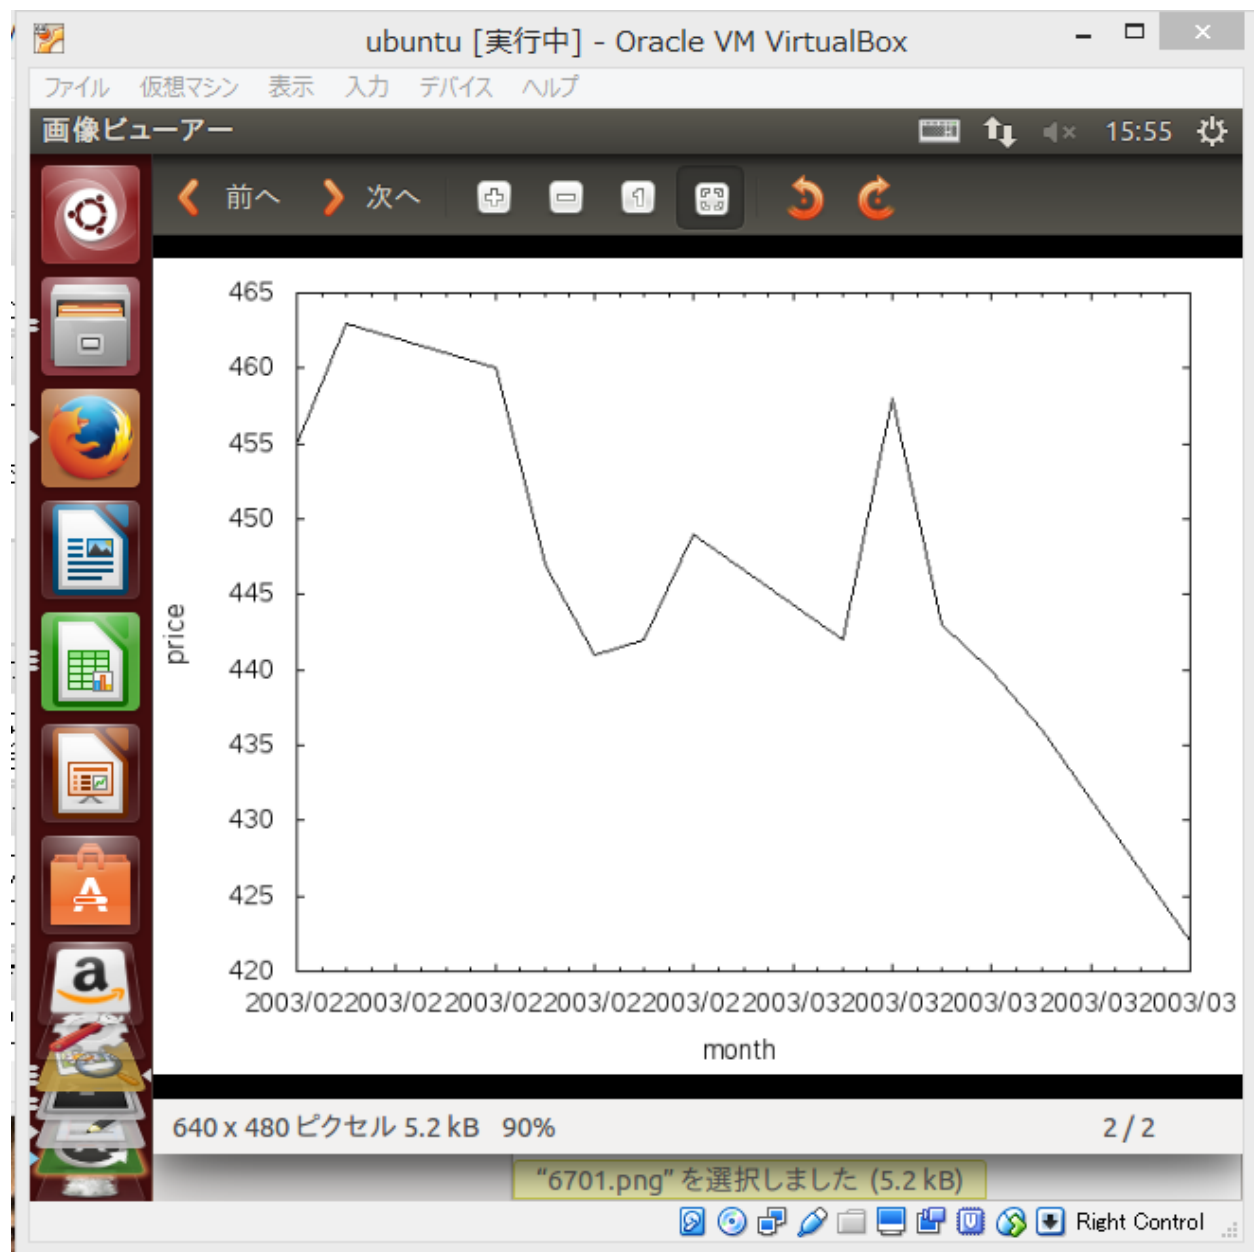 ubuntu [実行中] - Oracle VM VirtualBox
ファイル 仮想マシン 表示 入力 デバイス ヘルプ
画像ビューアー 15:55
前へ 次へ 1
465
460
455
450
445
440
435
430
425
420
price
2003/022003/022003/022003/022003/022003/032003/032003/032003/032003/03
month
640 x 480 ピクセル 5.2 kB 90% 2 / 2
“6701.png” を選択しました (5.2 kB)
Right Control